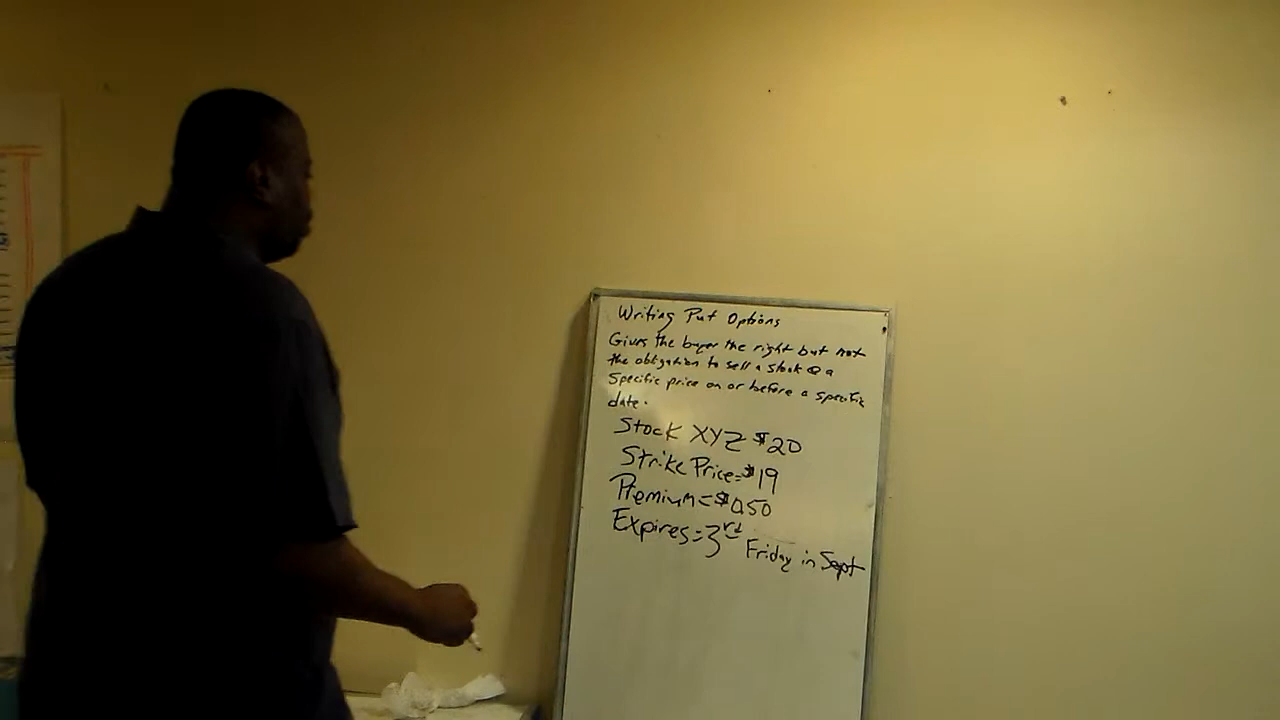 Writing Put Options
Gives the buyer the right but not
the obligation to sell a stock @ a
Specific price on or before a specific
date.
Stock XYZ $20
Strike Price=$19
Premium=$0.50
Expires=3rd Friday in Sept